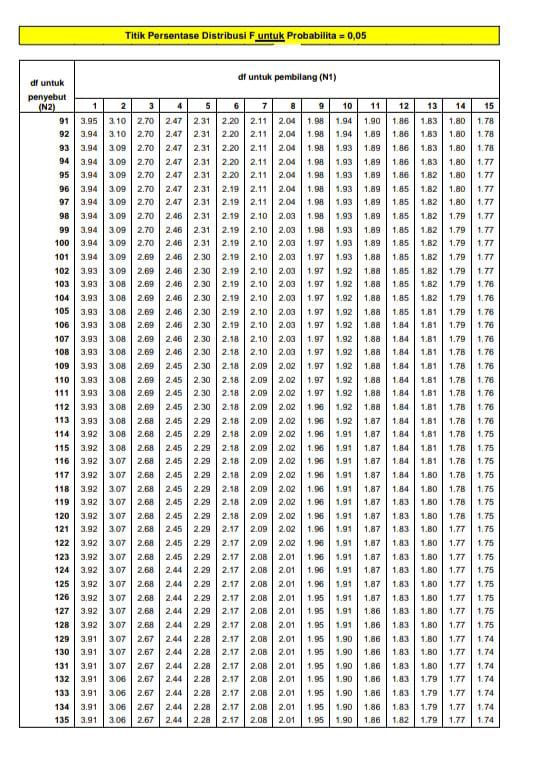 Titik Persentase Distribusi F untuk Probabilita = 0,05
df untuk penyebut (N2)
df untuk pembilang (N1)
1 2 3 4 5 6 7 8 9 10 11 12 13 14 15
91 3.95 3.10 2.70 2.47 2.31 2.20 2.11 2.04 1.98 1.94 1.90 1.86 1.83 1.80 1.78
92 3.94 3.10 2.70 2.47 2.31 2.20 2.11 2.04 1.98 1.94 1.89 1.86 1.83 1.80 1.78
93 3.94 3.09 2.70 2.47 2.31 2.20 2.11 2.04 1.98 1.93 1.89 1.86 1.83 1.80 1.78
94 3.94 3.09 2.70 2.47 2.31 2.20 2.11 2.04 1.98 1.93 1.89 1.86 1.83 1.80 1.77
95 3.94 3.09 2.70 2.47 2.31 2.20 2.11 2.04 1.98 1.93 1.89 1.86 1.82 1.80 1.77
96 3.94 3.09 2.70 2.47 2.31 2.19 2.11 2.04 1.98 1.93 1.89 1.85 1.82 1.80 1.77
97 3.94 3.09 2.70 2.47 2.31 2.19 2.11 2.04 1.98 1.93 1.89 1.85 1.82 1.80 1.77
98 3.94 3.09 2.70 2.46 2.31 2.19 2.10 2.03 1.98 1.93 1.89 1.85 1.82 1.79 1.77
99 3.94 3.09 2.70 2.46 2.31 2.19 2.10 2.03 1.98 1.93 1.89 1.85 1.82 1.79 1.77
100 3.94 3.09 2.70 2.46 2.31 2.19 2.10 2.03 1.97 1.93 1.89 1.85 1.82 1.79 1.77
101 3.94 3.09 2.69 2.46 2.30 2.19 2.10 2.03 1.97 1.93 1.88 1.85 1.82 1.79 1.77
102 3.93 3.09 2.69 2.46 2.30 2.19 2.10 2.03 1.97 1.92 1.88 1.85 1.82 1.79 1.77
103 3.93 3.08 2.69 2.46 2.30 2.19 2.10 2.03 1.97 1.92 1.88 1.85 1.82 1.79 1.76
104 3.93 3.08 2.69 2.46 2.30 2.19 2.10 2.03 1.97 1.92 1.88 1.85 1.82 1.79 1.76
105 3.93 3.08 2.69 2.46 2.30 2.19 2.10 2.03 1.97 1.92 1.88 1.85 1.81 1.79 1.76
106 3.93 3.08 2.69 2.46 2.30 2.19 2.10 2.03 1.97 1.92 1.88 1.84 1.81 1.79 1.76
107 3.93 3.08 2.69 2.46 2.30 2.18 2.10 2.03 1.97 1.92 1.88 1.84 1.81 1.79 1.76
108 3.93 3.08 2.69 2.46 2.30 2.18 2.10 2.03 1.97 1.92 1.88 1.84 1.81 1.78 1.76
109 3.93 3.08 2.69 2.45 2.30 2.18 2.09 2.02 1.97 1.92 1.88 1.84 1.81 1.78 1.76
110 3.93 3.08 2.69 2.45 2.30 2.18 2.09 2.02 1.97 1.92 1.88 1.84 1.81 1.78 1.76
111 3.93 3.08 2.69 2.45 2.30 2.18 2.09 2.02 1.97 1.92 1.88 1.84 1.81 1.78 1.76
112 3.93 3.08 2.69 2.45 2.30 2.18 2.09 2.02 1.96 1.92 1.88 1.84 1.81 1.78 1.76
113 3.93 3.08 2.68 2.45 2.29 2.18 2.09 2.02 1.96 1.92 1.87 1.84 1.81 1.78 1.76
114 3.92 3.08 2.68 2.45 2.29 2.18 2.09 2.02 1.96 1.91 1.87 1.84 1.81 1.78 1.75
115 3.92 3.08 2.68 2.45 2.29 2.18 2.09 2.02 1.96 1.91 1.87 1.84 1.81 1.78 1.75
116 3.92 3.07 2.68 2.45 2.29 2.18 2.09 2.02 1.96 1.91 1.87 1.84 1.81 1.78 1.75
117 3.92 3.07 2.68 2.45 2.29 2.18 2.09 2.02 1.96 1.91 1.87 1.84 1.80 1.78 1.75
118 3.92 3.07 2.68 2.45 2.29 2.18 2.09 2.02 1.96 1.91 1.87 1.84 1.80 1.78 1.75
119 3.92 3.07 2.68 2.45 2.29 2.18 2.09 2.02 1.96 1.91 1.87 1.83 1.80 1.78 1.75
120 3.92 3.07 2.68 2.45 2.29 2.18 2.09 2.02 1.96 1.91 1.87 1.83 1.80 1.78 1.75
121 3.92 3.07 2.68 2.45 2.29 2.17 2.09 2.02 1.96 1.91 1.87 1.83 1.80 1.77 1.75
122 3.92 3.07 2.68 2.45 2.29 2.17 2.09 2.02 1.96 1.91 1.87 1.83 1.80 1.77 1.75
123 3.92 3.07 2.68 2.45 2.29 2.17 2.08 2.01 1.96 1.91 1.87 1.83 1.80 1.77 1.75
124 3.92 3.07 2.68 2.44 2.29 2.17 2.08 2.01 1.96 1.91 1.87 1.83 1.80 1.77 1.75
125 3.92 3.07 2.68 2.44 2.29 2.17 2.08 2.01 1.96 1.91 1.87 1.83 1.80 1.77 1.75
126 3.92 3.07 2.68 2.44 2.29 2.17 2.08 2.01 1.95 1.91 1.87 1.83 1.80 1.77 1.75
127 3.92 3.07 2.68 2.44 2.29 2.17 2.08 2.01 1.95 1.91 1.86 1.83 1.80 1.77 1.75
128 3.92 3.07 2.68 2.44 2.29 2.17 2.08 2.01 1.95 1.91 1.86 1.83 1.80 1.77 1.75
129 3.91 3.07 2.67 2.44 2.28 2.17 2.08 2.01 1.95 1.90 1.86 1.83 1.80 1.77 1.74
130 3.91 3.07 2.67 2.44 2.28 2.17 2.08 2.01 1.95 1.90 1.86 1.83 1.80 1.77 1.74
131 3.91 3.07 2.67 2.44 2.28 2.17 2.08 2.01 1.95 1.90 1.86 1.83 1.80 1.77 1.74
132 3.91 3.06 2.67 2.44 2.28 2.17 2.08 2.01 1.95 1.90 1.86 1.83 1.79 1.77 1.74
133 3.91 3.06 2.67 2.44 2.28 2.17 2.08 2.01 1.95 1.90 1.86 1.83 1.79 1.77 1.74
134 3.91 3.06 2.67 2.44 2.28 2.17 2.08 2.01 1.95 1.90 1.86 1.83 1.79 1.77 1.74
135 3.91 3.06 2.67 2.44 2.28 2.17 2.08 2.01 1.95 1.90 1.86 1.82 1.79 1.77 1.74